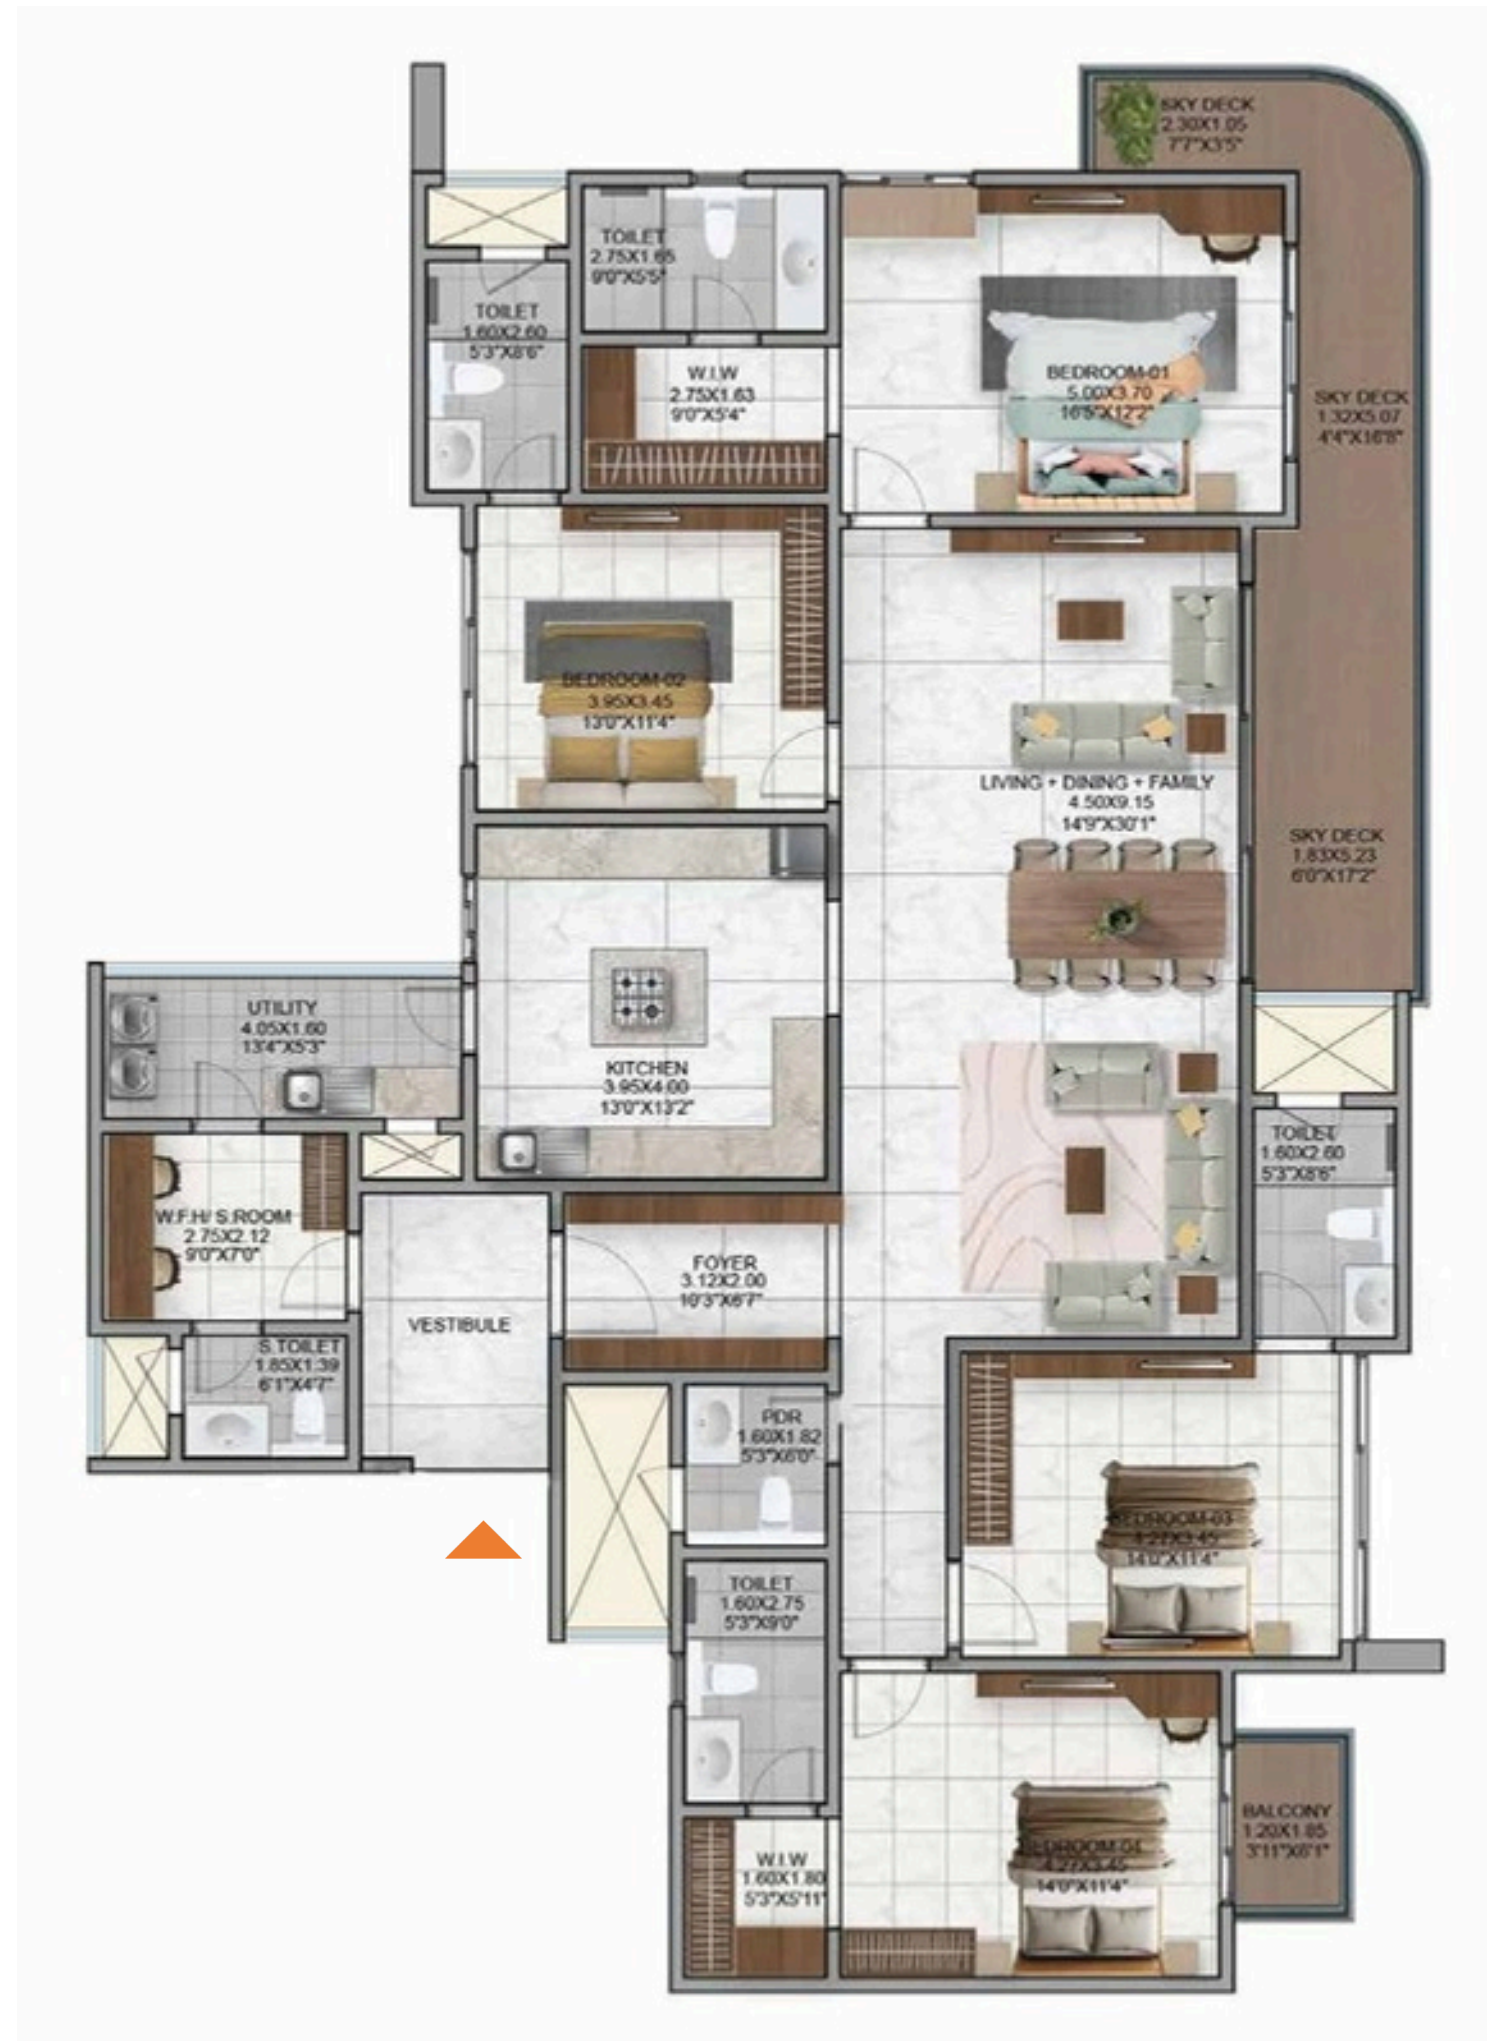 SKY DECK
2.30X1.05
7'7"X3'5"
TOILET
2.75X1.65
9'0"X5'5"
TOILET
1.60X2.60
5'3"X8'6"
W.I.W
2.75X1.63
9'0"X5'4"
BEDROOM-01
5.00X3.70
16'5"X12'2"
SKY DECK
1.32X5.07
4'4"X16'8"
BEDROOM-02
3.95X3.45
13'0"X11'4"
LIVING + DINING + FAMILY
4.50X9.15
14'9"X30'1"
SKY DECK
1.83X5.23
6'0"X17'2"
UTILITY
4.05X1.60
13'4"X5'3"
KITCHEN
3.95X4.00
13'0"X13'2"
TOILET
1.60X2.60
5'3"X8'6"
W.F.H/ S.ROOM
2.75X2.12
9'0"X7'0"
FOYER
3.12X2.00
10'3"X6'7"
VESTIBULE
S.TOILET
1.85X1.39
6'1"X4'7"
PDR
1.60X1.82
5'3"X6'0"
BEDROOM-03
4.27X3.45
14'0"X11'4"
TOILET
1.60X2.75
5'3"X9'0"
BALCONY
1.20X1.85
3'11"X6'1"
BEDROOM-04
4.27X3.45
14'0"X11'4"
W.I.W
1.60X1.80
5'3"X5'11"